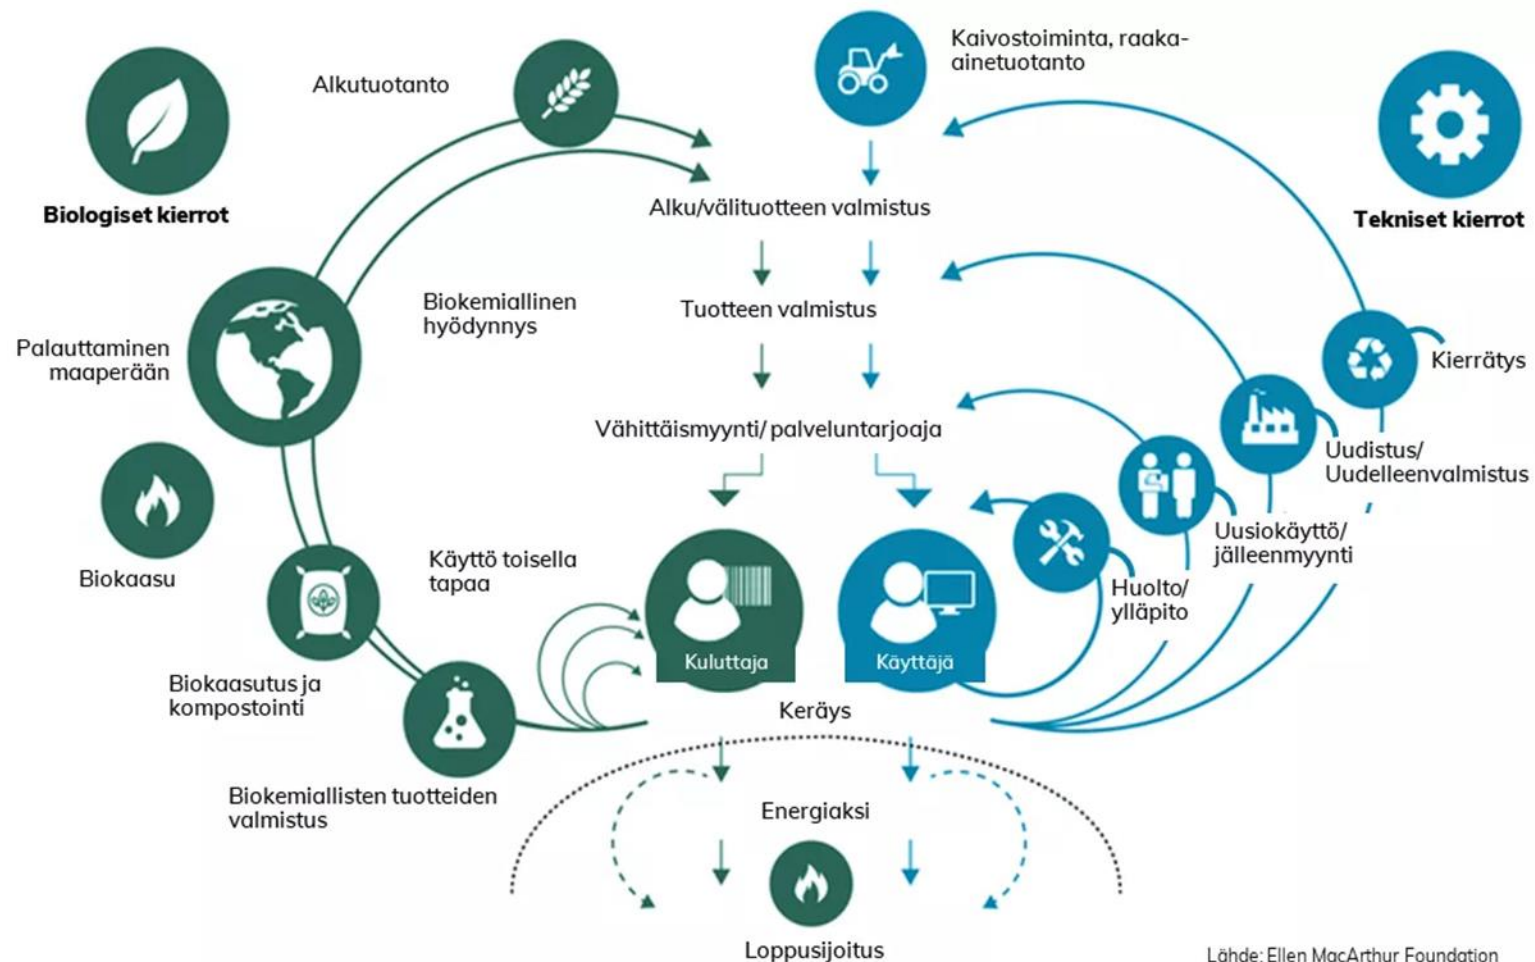 Kaivostoiminta, raaka-
ainetuotanto
Alkutuotanto
Biologiset kierrot
Tekniset kierrot
Alku/välituotteen valmistus
Biokemiallinen
hyödynnys
Tuotteen valmistus
Palauttaminen
maaperään
Kierrätys
Vähittäismyynti/palveluntarjoaja
Uudistus/
Uudelleenvalmistus
Uusiokäyttö/
jälleenmyynti
Käyttö toisella
tapaa
Biokaasu
Huolto/
ylläpito
Kuluttaja
Käyttäjä
Biokaasutus ja
kompostointi
Keräys
Biokemiallisten tuotteiden
valmistus
Energiaksi
Loppusijoitus
Lähde: Ellen MacArthur Foundation